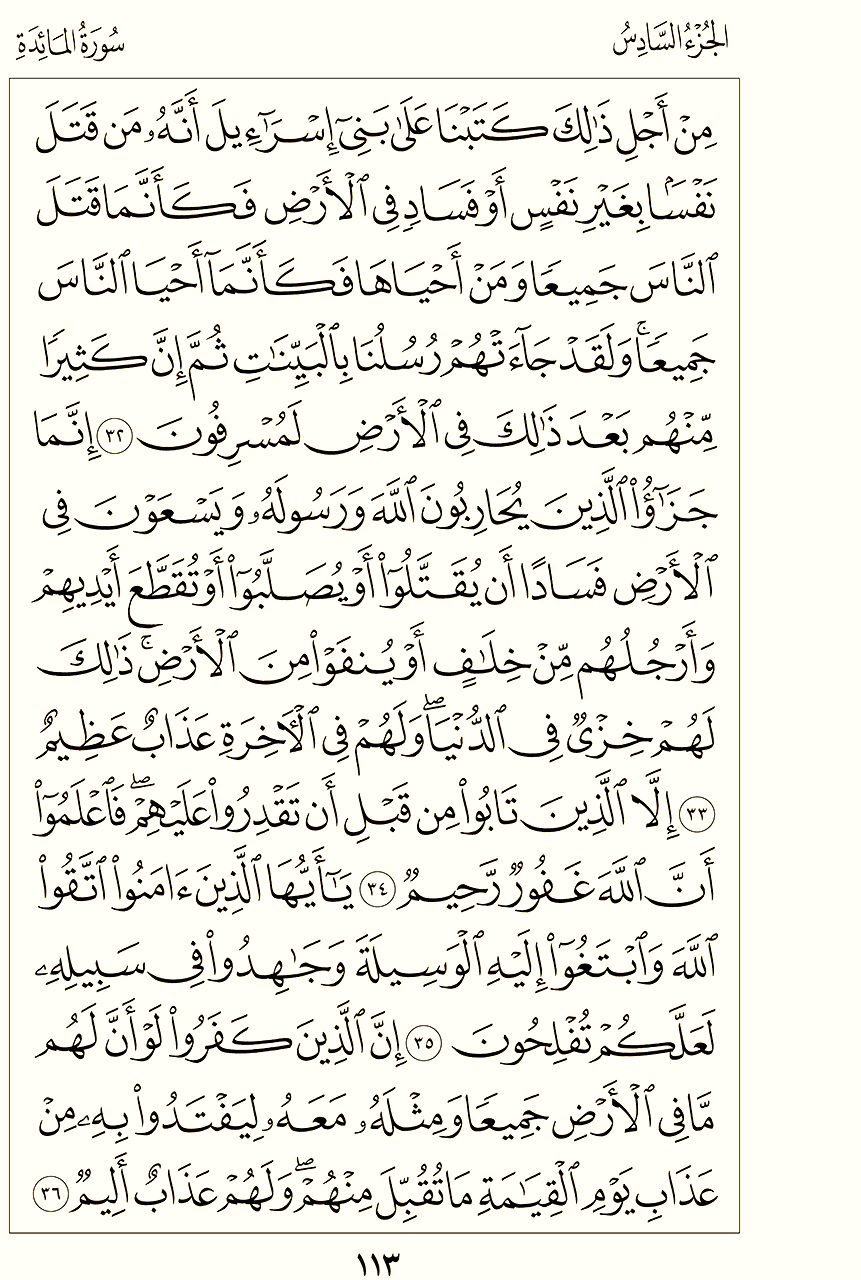 الجُزْءُ السَّادِسُ
سُورَةُ المَائِدَةِ
مِنْ أَجْلِ ذَٰلِكَ كَتَبْنَا عَلَىٰ بَنِىٓ إِسْرَٰٓءِيلَ أَنَّهُۥ مَن قَتَلَ
نَفْسًۢا بِغَيْرِ نَفْسٍ أَوْ فَسَادٍ فِى ٱلْأَرْضِ فَكَأَنَّمَا قَتَلَ
ٱلنَّاسَ جَمِيعًا وَمَنْ أَحْيَاهَا فَكَأَنَّمَآ أَحْيَا ٱلنَّاسَ
جَمِيعًا ۚ وَلَقَدْ جَآءَتْهُمْ رُسُلُنَا بِٱلْبَيِّنَٰتِ ثُمَّ إِنَّ كَثِيرًا
مِّنْهُم بَعْدَ ذَٰلِكَ فِى ٱلْأَرْضِ لَمُسْرِفُونَ ٣٢ إِنَّمَا
جَزَٰٓؤُا۟ ٱلَّذِينَ يُحَارِبُونَ ٱللَّهَ وَرَسُولَهُۥ وَيَسْعَوْنَ فِى
ٱلْأَرْضِ فَسَادًا أَن يُقَتَّلُوٓا۟ أَوْ يُصَلَّبُوٓا۟ أَوْ تُقَطَّعَ أَيْدِيهِمْ
وَأَرْجُلُهُم مِّنْ خِلَٰفٍ أَوْ يُنفَوْا۟ مِنَ ٱلْأَرْضِ ۚ ذَٰلِكَ
لَهُمْ خِزْىٌ فِى ٱلدُّنْيَا ۖ وَلَهُمْ فِى ٱلْءَاخِرَةِ عَذَابٌ عَظِيمٌ
٣٣ إِلَّا ٱلَّذِينَ تَابُوا۟ مِن قَبْلِ أَن تَقْدِرُوا۟ عَلَيْهِمْ ۖ فَٱعْلَمُوٓا۟
أَنَّ ٱللَّهَ غَفُورٌ رَّحِيمٌ ٣٤ يَٰٓأَيُّهَا ٱلَّذِينَ ءَامَنُوا۟ ٱتَّقُوا۟
ٱللَّهَ وَٱبْتَغُوٓا۟ إِلَيْهِ ٱلْوَسِيلَةَ وَجَٰهِدُوا۟ فِى سَبِيلِهِۦ
لَعَلَّكُمْ تُفْلِحُونَ ٣٥ إِنَّ ٱلَّذِينَ كَفَرُوا۟ لَوْ أَنَّ لَهُم
مَّا فِى ٱلْأَرْضِ جَمِيعًا وَمِثْلَهُۥ مَعَهُۥ لِيَفْتَدُوا۟ بِهِۦ مِنْ
عَذَابِ يَوْمِ ٱلْقِيَٰمَةِ مَا تُقُبِّلَ مِنْهُمْ ۖ وَلَهُمْ عَذَابٌ أَلِيمٌ ٣٦
١١٣